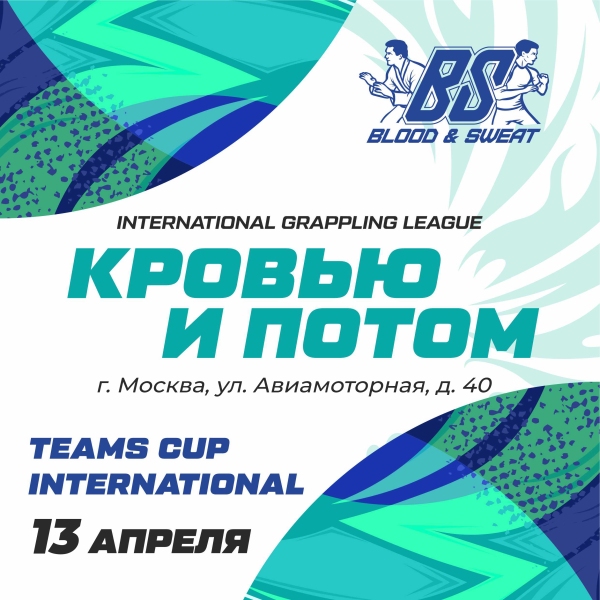 BS
BLOOD & SWEAT
INTERNATIONAL GRAPPLING LEAGUE
КРОВЬЮ
И ПОТОМ
г. Москва, ул. Авиамоторная, д. 40
TEAMS CUP
INTERNATIONAL
13 АПРЕЛЯ